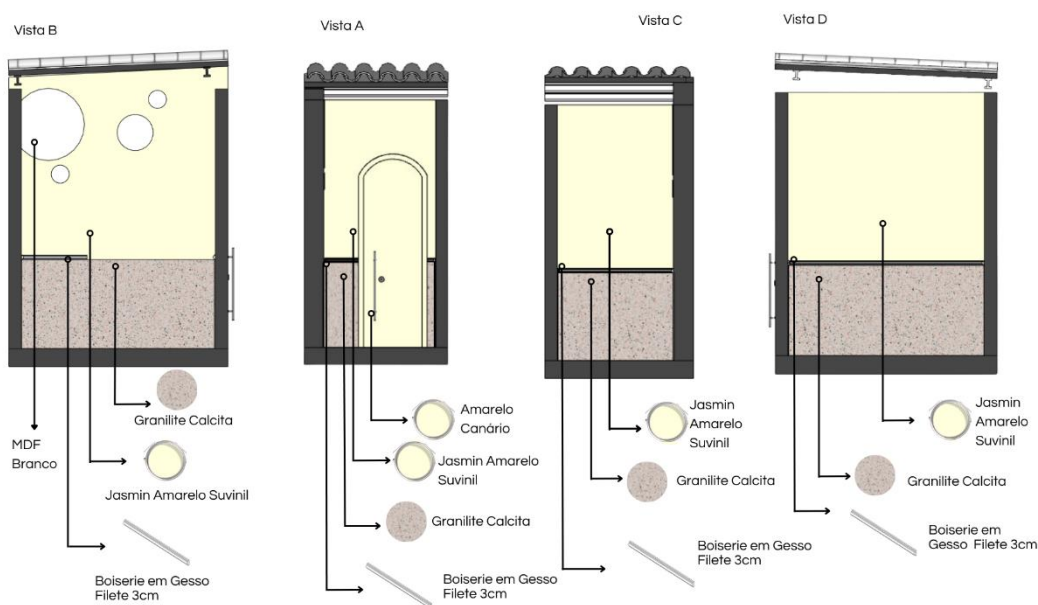 Vista B
Vista A
Vista C
Vista D
MDF
Branco
Granilite Calcita
Jasmin Amarelo Suvinil
Boiserie em Gesso
Filete 3cm
Amarelo
Canário
Jasmin Amarelo
Suvinil
Granilite Calcita
Boiserie em Gesso
Filete 3cm
Jasmin
Amarelo
Suvinil
Granilite Calcita
Boiserie em Gesso
Filete 3cm
Jasmin
Amarelo
Suvinil
Granilite Calcita
Boiserie em
Gesso Filete 3cm